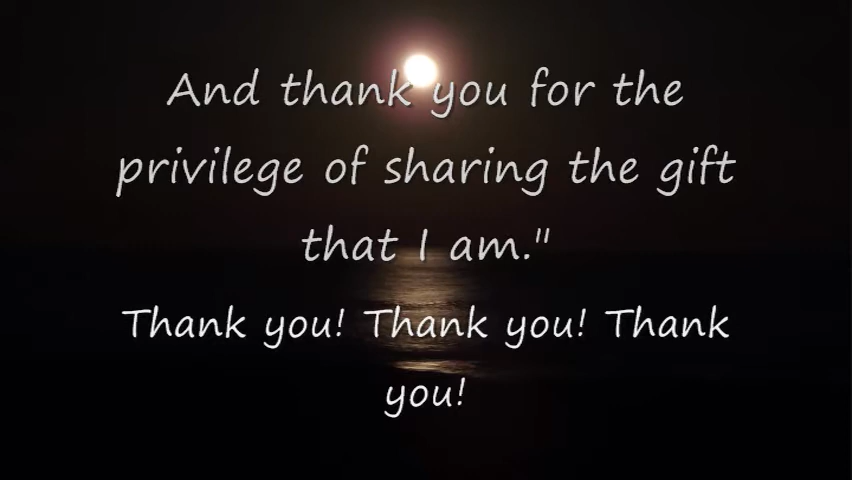 And thank you for the
privilege of sharing the gift
that I am."
Thank you! Thank you! Thank
you!